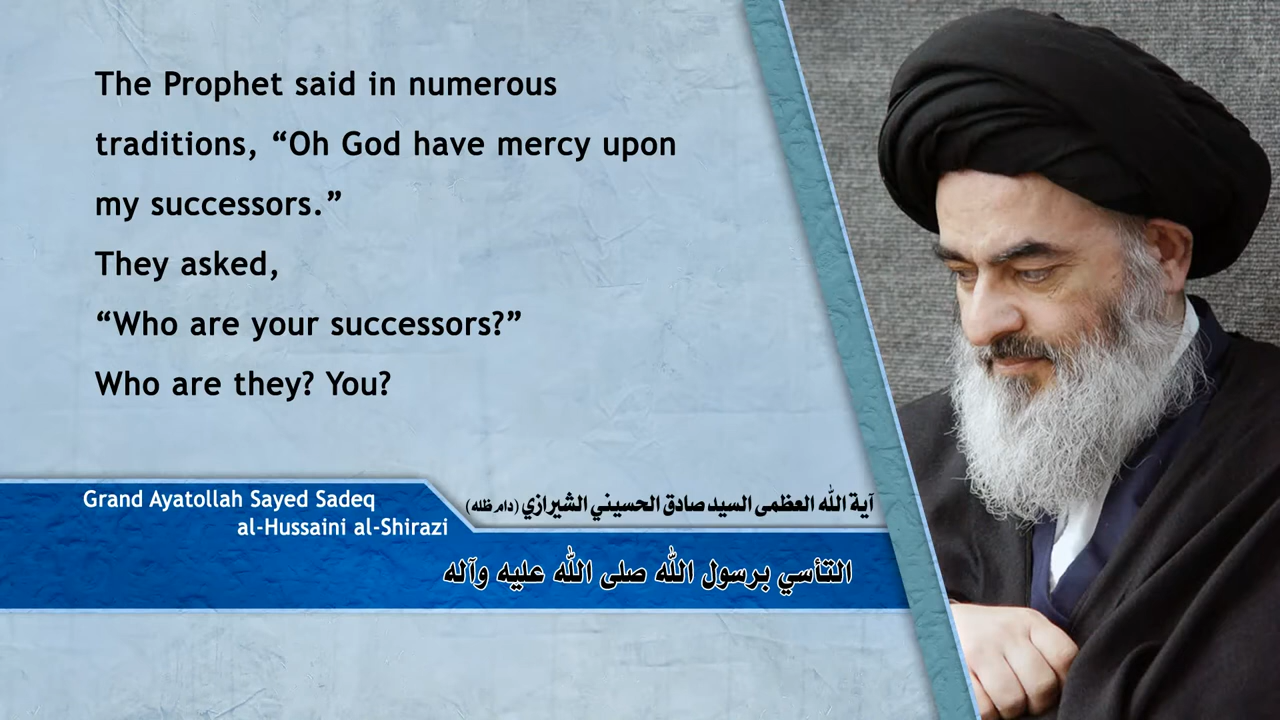 The Prophet said in numerous
traditions, “Oh God have mercy upon
my successors.”
They asked,
“Who are your successors?”
Who are they? You?
Grand Ayatollah Sayed Sadeq
al-Hussaini al-Shirazi
آية الله العظمى السيد صادق الحسيني الشيرازي (دام ظله)
التأسي برسول الله صلى الله عليه وآله